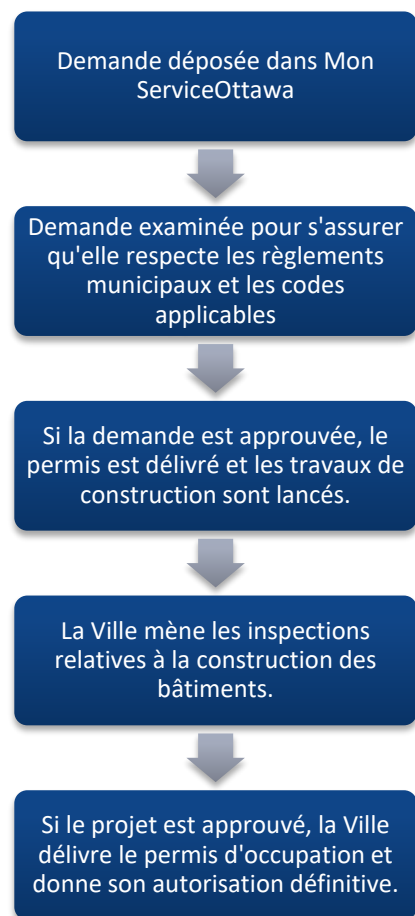 Demande déposée dans Mon
ServiceOttawa
Demande examinée pour s'assurer
qu'elle respecte les règlements
municipaux et les codes
applicables
Si la demande est approuvée, le
permis est délivré et les travaux de
construction sont lancés.
La Ville mène les inspections
relatives à la construction des
bâtiments.
Si le projet est approuvé, la Ville
délivre le permis d'occupation et
donne son autorisation définitive.